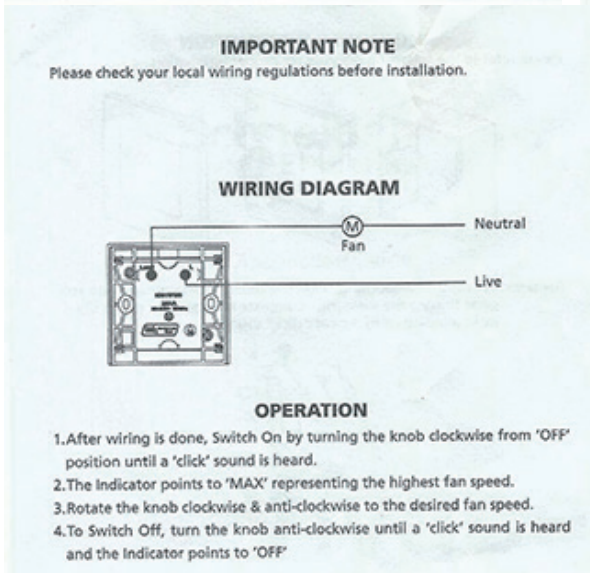 IMPORTANT NOTE
Please check your local wiring regulations before installation.
WIRING DIAGRAM
Neutral
M
Fan
L
Live
OPERATION
1.After wiring is done, Switch On by turning the knob clockwise from 'OFF'
position until a 'click' sound is heard.
2.The Indicator points to 'MAX' representing the highest fan speed.
3.Rotate the knob clockwise & anti-clockwise to the desired fan speed.
4.To Switch Off, turn the knob anti-clockwise until a 'click' sound is heard
and the Indicator points to 'OFF'